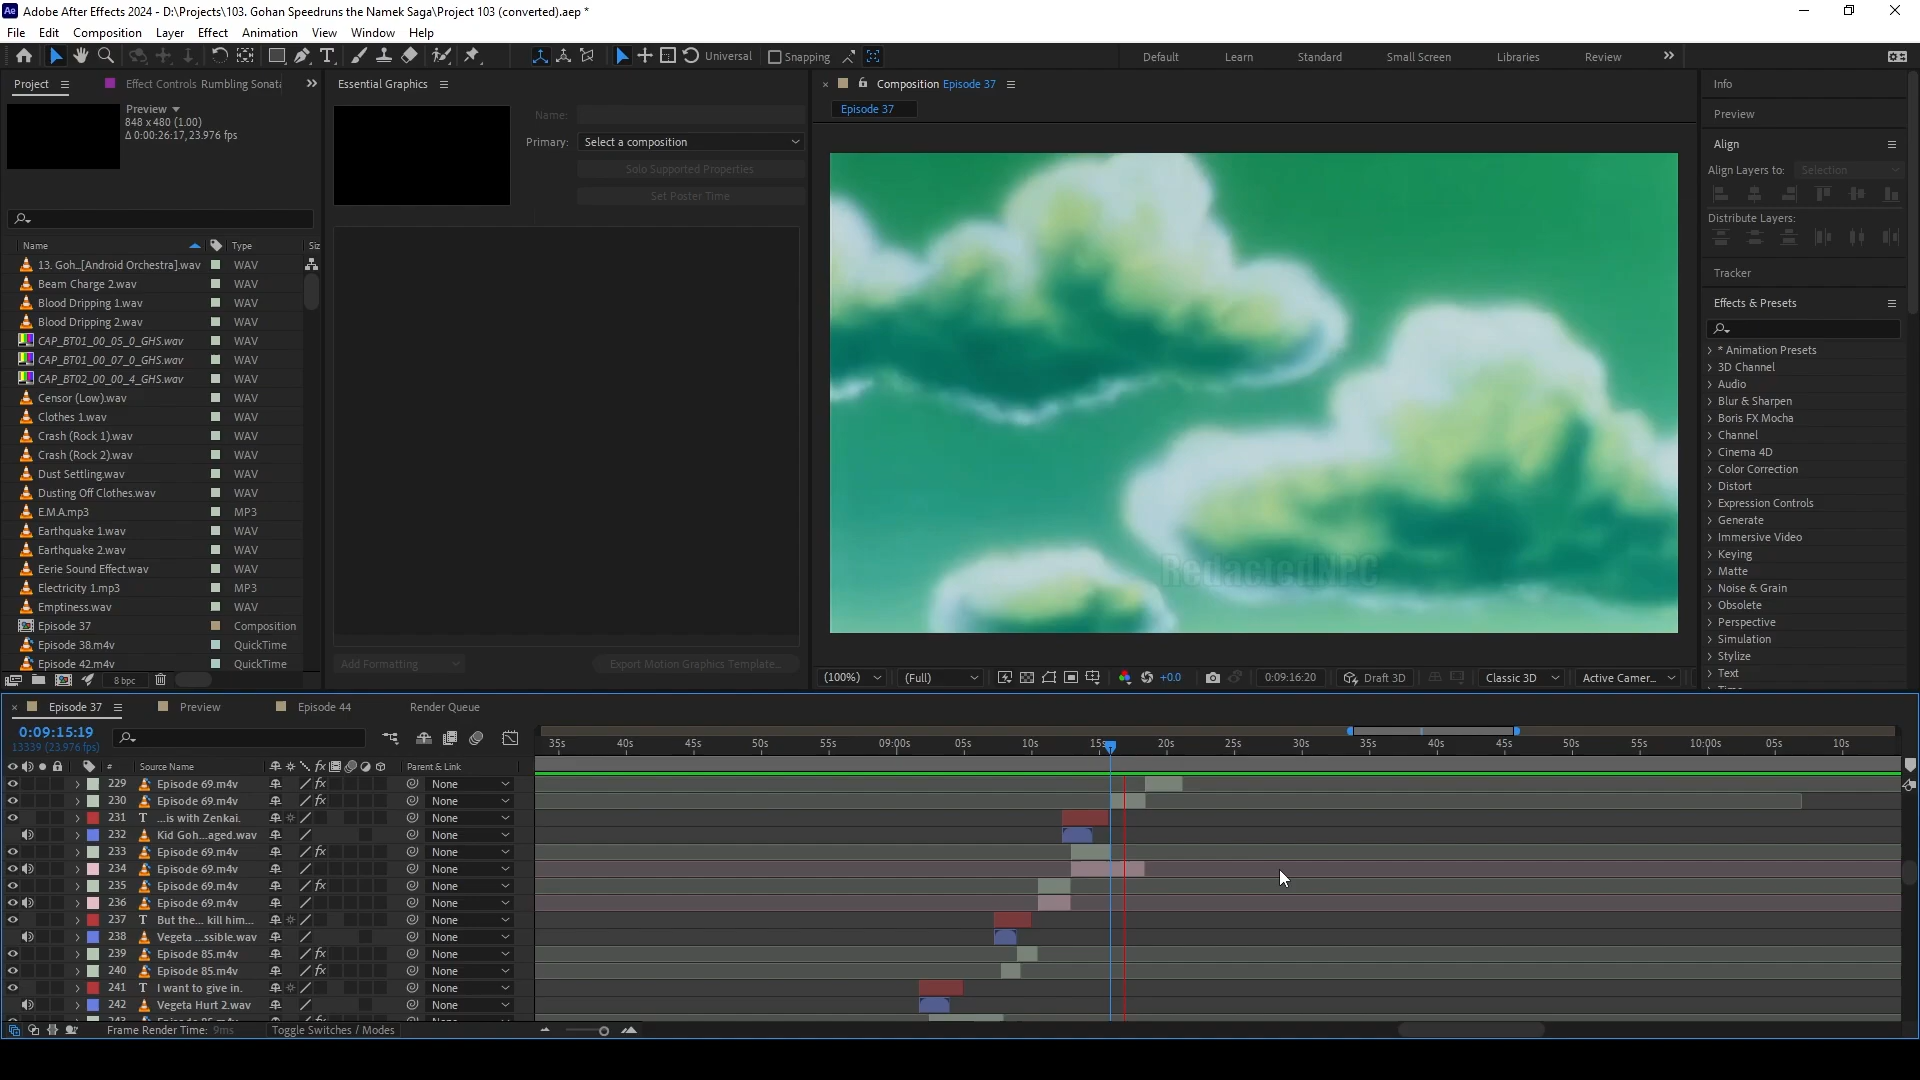 Adobe After Effects 2024 - D:\Projects\103. Gohan Speedruns the Namek Saga\Project 103 (converted).aep *
File Edit Composition Layer Effect Animation View Window Help
Universal Snapping Default Learn Standard Small Screen Libraries Review
Project
Effect Controls Rumbling Sonata
Preview
848 x 480 (1.00)
Δ 0:00:26:17, 23.976 fps
Name Type Siz
13. Goh...[Android Orchestra].wav WAV
Beam Charge 2.wav WAV
Blood Dripping 1.wav WAV
Blood Dripping 2.wav WAV
CAP_BT01_00_05_0_GHS.wav WAV
CAP_BT01_00_07_0_GHS.wav WAV
CAP_BT02_00_00_4_GHS.wav WAV
Censor (Low).wav WAV
Clothes 1.wav WAV
Crash (Rock 1).wav WAV
Crash (Rock 2).wav WAV
Dust Settling.wav WAV
Dusting Off Clothes.wav WAV
E.M.A.mp3 MP3
Earthquake 1.wav WAV
Earthquake 2.wav WAV
Eerie Sound Effect.wav WAV
Electricity 1.mp3 MP3
Emptiness.wav WAV
Episode 37 Composition
Episode 38.m4v QuickTime
Episode 42.m4v QuickTime
8 bpc
Essential Graphics
Name:
Primary: Select a composition
Solo Supported Properties
Set Poster Time
Add Formatting
Export Motion Graphics Template...
Composition Episode 37
Episode 37
RedactedNPC
(100%) (Full) +0.0 0:09:16:20 Draft 3D Classic 3D Active Camer...
Info
Preview
Align
Align Layers to: Selection
Distribute Layers:
Tracker
Effects & Presets
* Animation Presets
3D Channel
Audio
Blur & Sharpen
Boris FX Mocha
Channel
Cinema 4D
Color Correction
Distort
Expression Controls
Generate
Immersive Video
Keying
Matte
Noise & Grain
Obsolete
Perspective
Simulation
Stylize
Text
Episode 37 Preview Episode 44 Render Queue
0:09:15:19
13339 (23.976 fps)
35s 40s 45s 50s 55s 09:00s 05s 10s 15s 20s 25s 30s 35s 40s 45s 50s 55s 10:00s 05s 10s
# Source Name fx Parent & Link
229 Episode 69.m4v fx None
230 Episode 69.m4v fx None
231 T ...is with Zenkai. None
232 Kid Goh...aged.wav None
233 Episode 69.m4v fx None
234 Episode 69.m4v None
235 Episode 69.m4v fx None
236 Episode 69.m4v None
237 T But the... kill him... None
238 Vegeta ...ssible.wav None
239 Episode 85.m4v fx None
240 Episode 85.m4v fx None
241 T I want to give in. None
242 Vegeta Hurt 2.wav None
243 Episode 85.m4v fx None
Frame Render Time: 9ms Toggle Switches / Modes